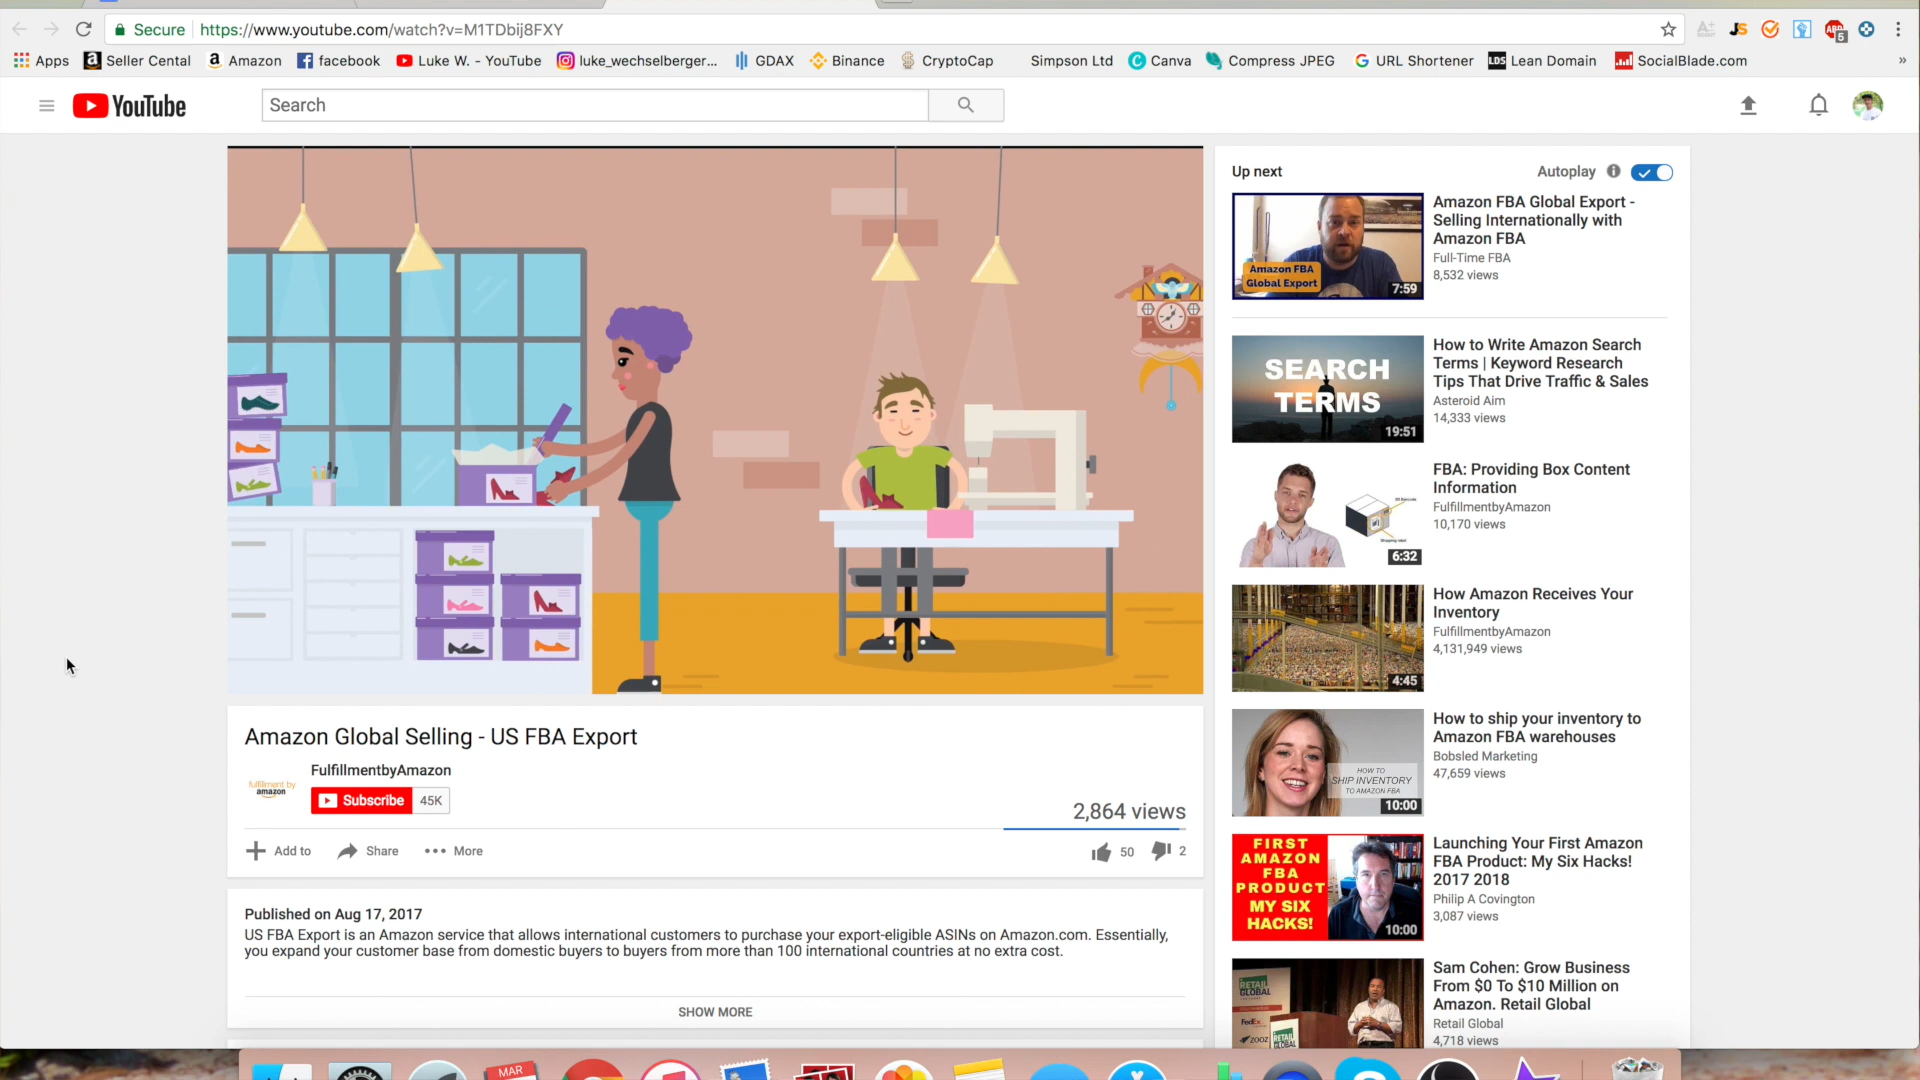 Secure https://www.youtube.com/watch?v=M1TDbij8FXY
Apps Seller Cental Amazon facebook Luke W. - YouTube luke_wechselberger... GDAX Binance CryptoCap Simpson Ltd Canva Compress JPEG URL Shortener Lean Domain SocialBlade.com
YouTube
Search
Up next Autoplay
Amazon FBA
Global Export
7:59
Amazon FBA Global Export -
Selling Internationally with
Amazon FBA
Full-Time FBA
8,532 views
SEARCH
TERMS
19:51
How to Write Amazon Search
Terms | Keyword Research
Tips That Drive Traffic & Sales
Asteroid Aim
14,333 views
6:32
FBA: Providing Box Content
Information
FulfillmentbyAmazon
10,170 views
4:45
How Amazon Receives Your
Inventory
FulfillmentbyAmazon
4,131,949 views
HOW TO
SHIP INVENTORY
TO AMAZON FBA
10:00
How to ship your inventory to
Amazon FBA warehouses
Bobsled Marketing
47,659 views
FIRST
AMAZON
FBA
PRODUCT
MY SIX
HACKS!
10:00
Launching Your First Amazon
FBA Product: My Six Hacks!
2017 2018
Philip A Covington
3,087 views
RETAIL
GLOBAL
FedEx
ZOOZ
RETAIL
GLOBAL
Sam Cohen: Grow Business
From $0 To $10 Million on
Amazon. Retail Global
Retail Global
4,718 views
Amazon Global Selling - US FBA Export
fulfillment by
amazon
FulfillmentbyAmazon
Subscribe 45K
2,864 views
Add to Share More 50 2
Published on Aug 17, 2017
US FBA Export is an Amazon service that allows international customers to purchase your export-eligible ASINs on Amazon.com. Essentially,
you expand your customer base from domestic buyers to buyers from more than 100 international countries at no extra cost.
SHOW MORE
MAR